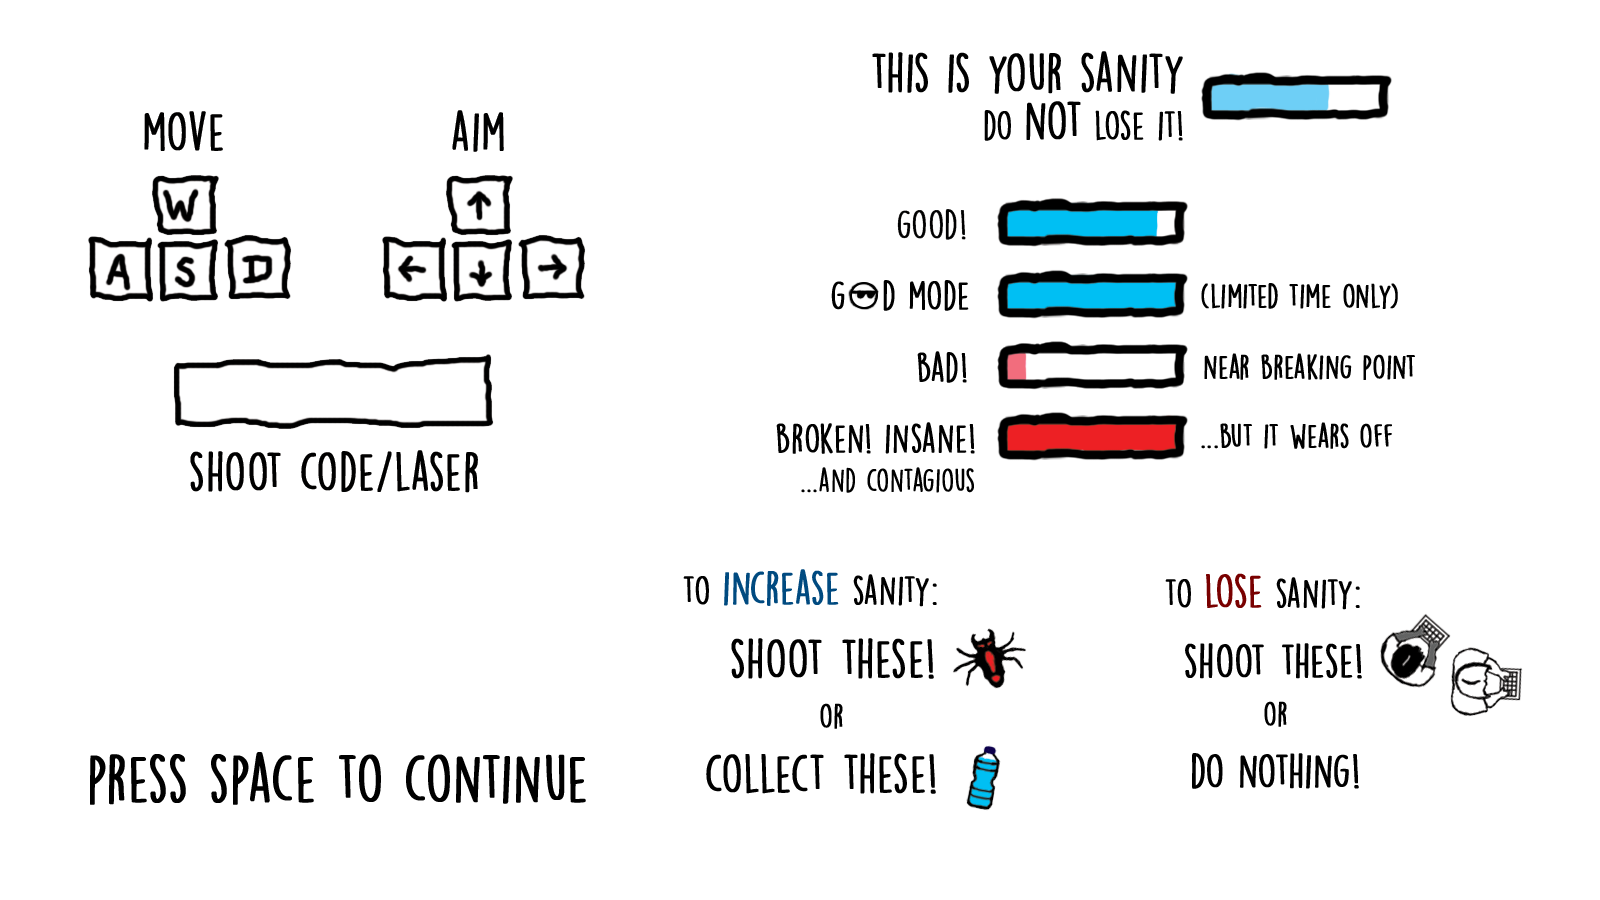 MOVE
W
A S D
AIM
↑
← ↓ →
SHOOT CODE/LASER
PRESS SPACE TO CONTINUE
THIS IS YOUR SANITY
DO NOT LOSE IT!
GOOD!
G😎D MODE (LIMITED TIME ONLY)
BAD! NEAR BREAKING POINT
BROKEN! INSANE! ...BUT IT WEARS OFF
...AND CONTAGIOUS
TO INCREASE SANITY:
SHOOT THESE!
OR
COLLECT THESE!
TO LOSE SANITY:
SHOOT THESE!
OR
DO NOTHING!